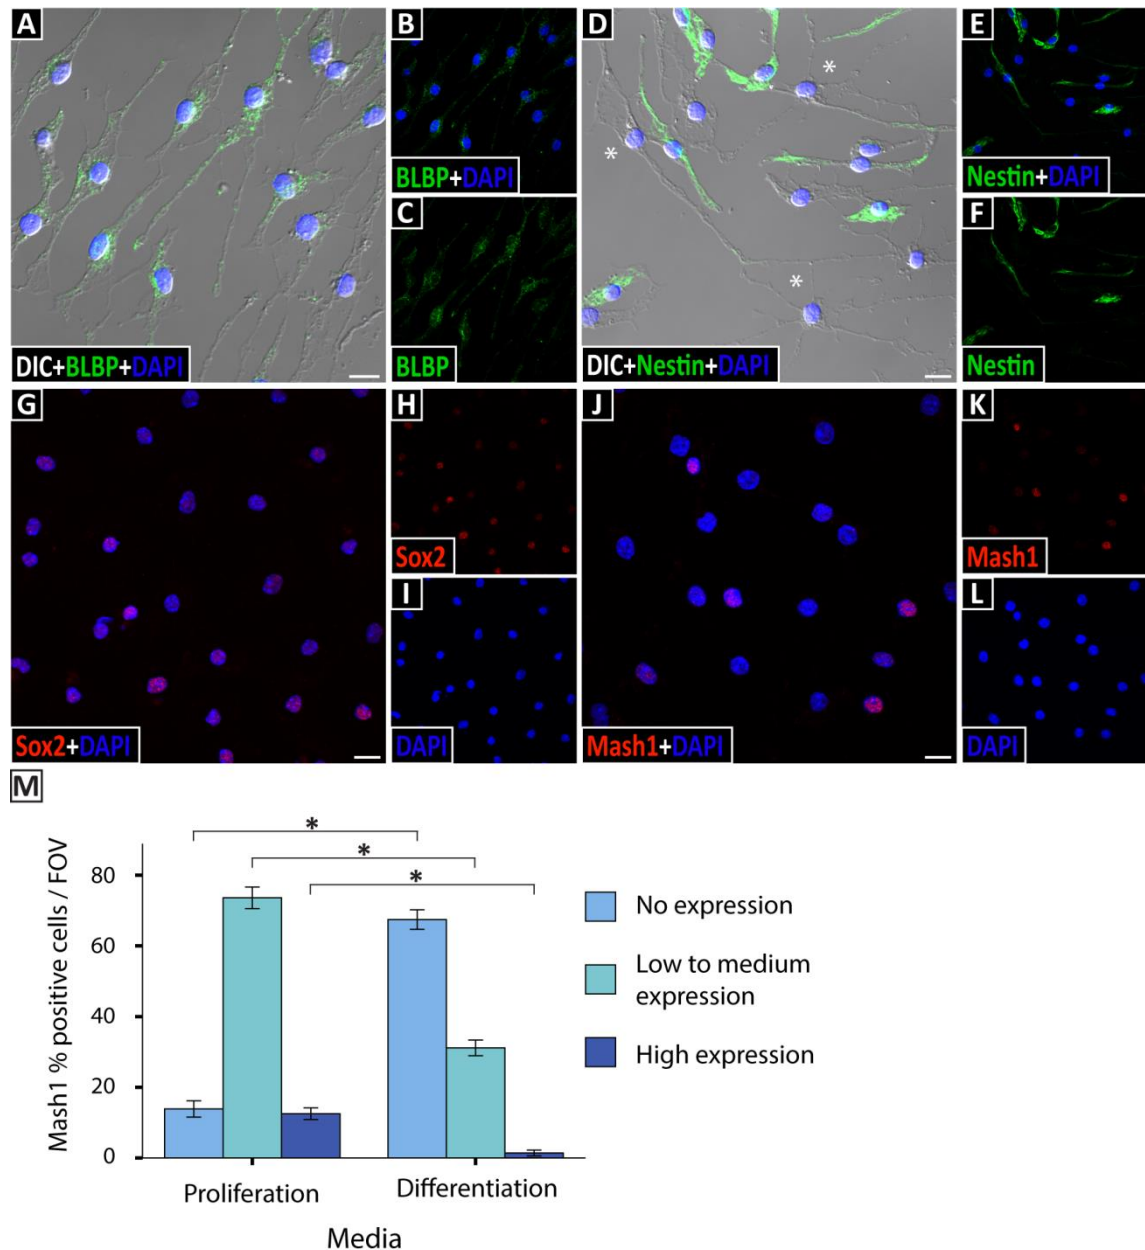 A
DIC+BLBP+DAPI
B
BLBP+DAPI
C
BLBP
D
*
*
*
DIC+Nestin+DAPI
E
Nestin+DAPI
F
Nestin
G
Sox2+DAPI
H
Sox2
I
DAPI
J
Mash1+DAPI
K
Mash1
L
DAPI
M
*
*
*
Mash1 % positive cells / FOV
80
60
40
20
0
Proliferation
Differentiation
Media
No expression
Low to medium
expression
High expression